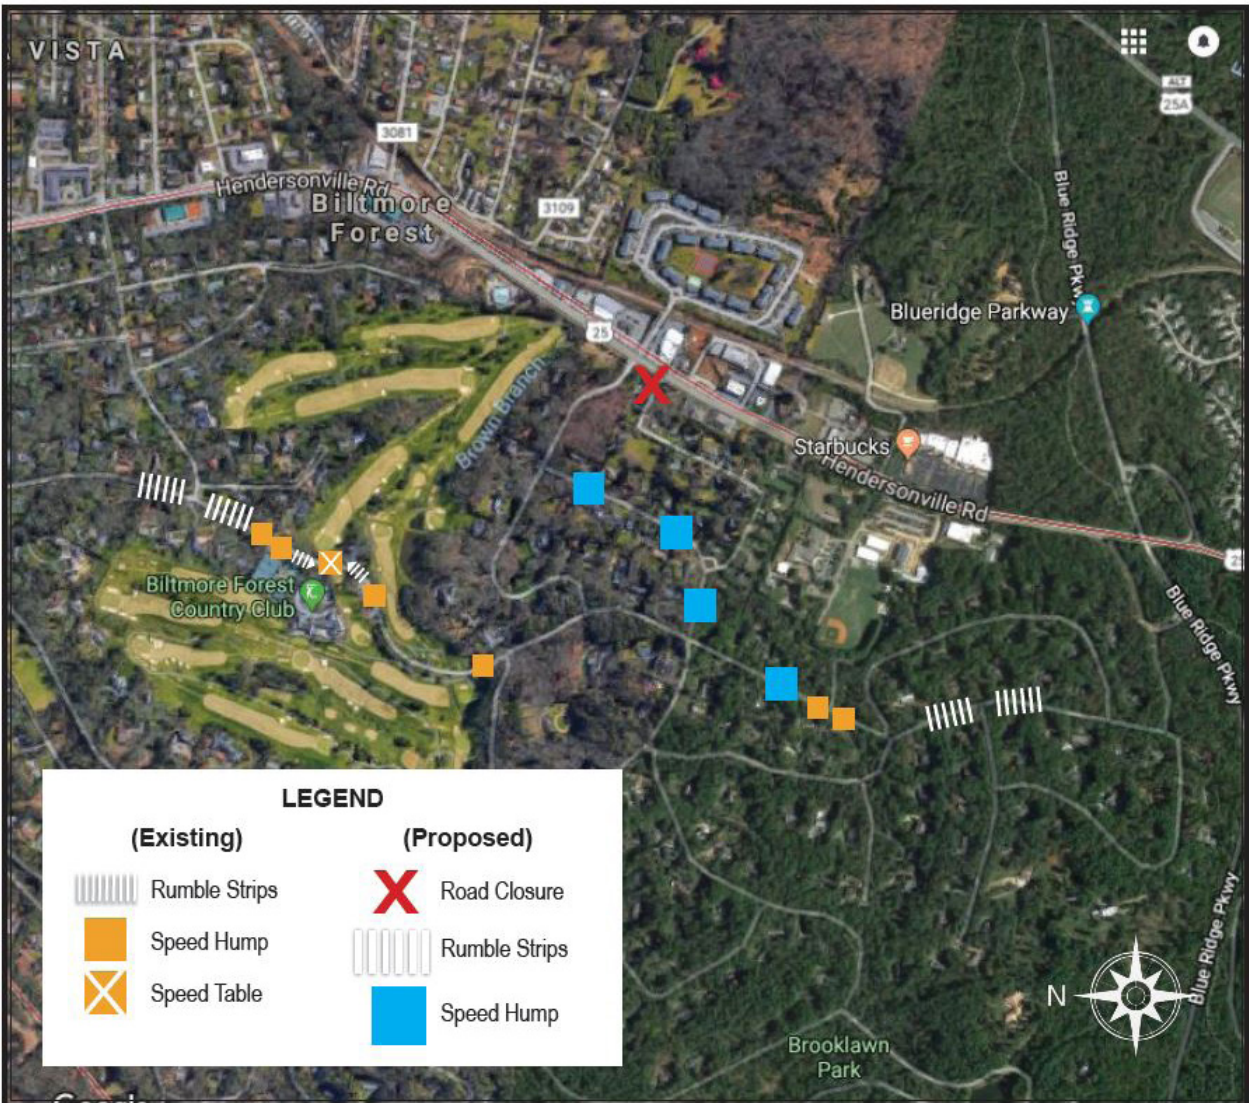 VISTA
ALT
25A
3081
Hendersonville Rd
Biltmore
Forest
3109
Blue Ridge Pkwy
Blueridge Parkway
25
Brown Branch
Starbucks
Hendersonville Rd
Biltmore Forest
Country Club
Blue Ridge Pkwy
LEGEND
(Existing)
(Proposed)
Rumble Strips
Road Closure
Speed Hump
Rumble Strips
Speed Table
Speed Hump
Blue Ridge Pkwy
N
Brooklawn
Park